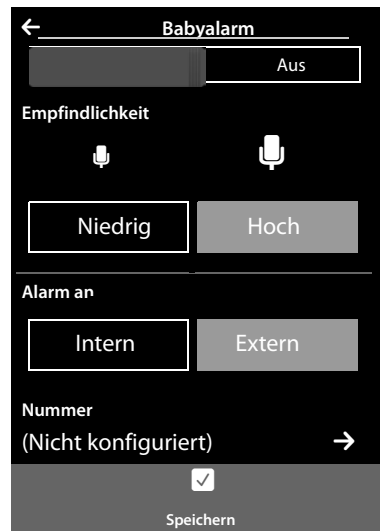 Babyalarm
Aus
Empfindlichkeit
Niedrig Hoch
Alarm an
Intern Extern
Nummer
(Nicht konfiguriert)
Speichern